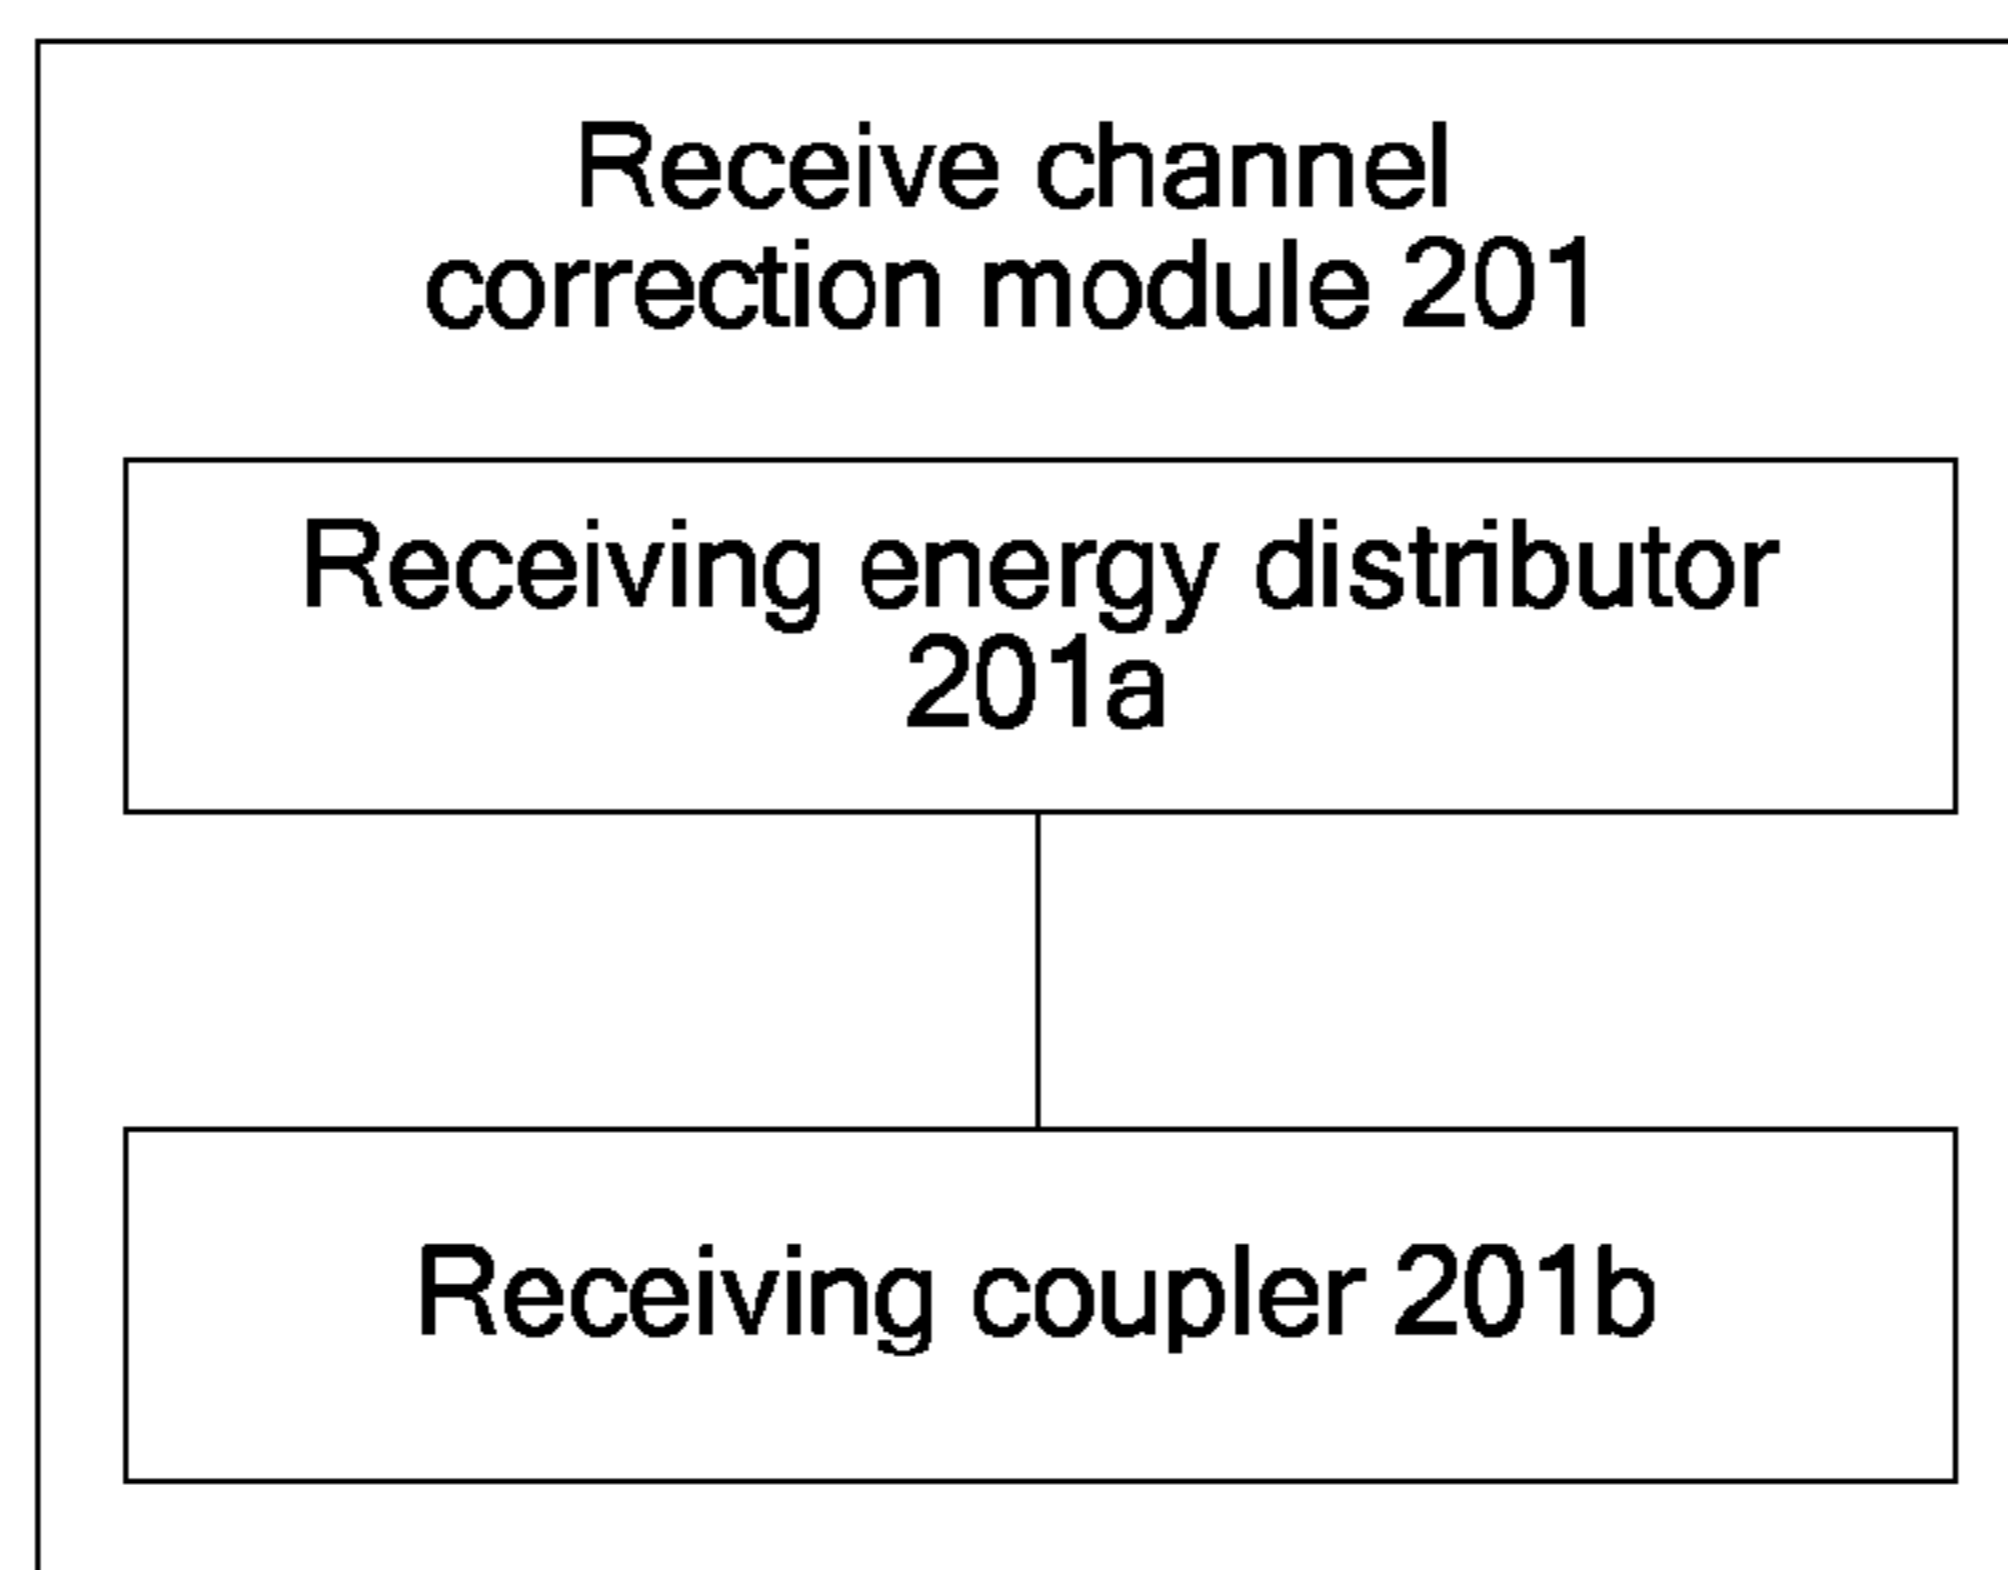 Receive channel
correction module 201
Receiving energy distributor
201a
Receiving coupler 201b